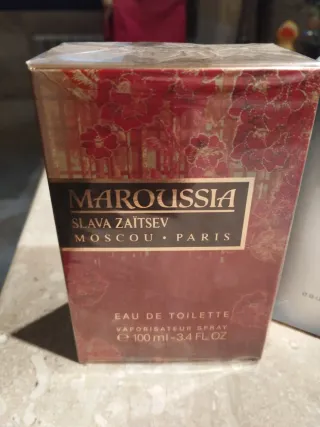 MAROUSSIA
SLAVA ZAÏTSEV
MOSCOU • PARIS
EAU DE TOILETTE
VAPORISATEUR SPRAY
℮ 100 ml - 3.4 FL. OZ